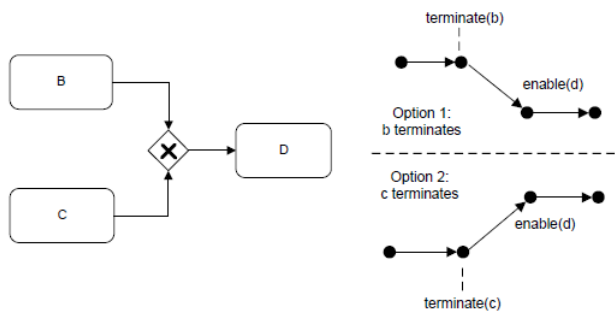 B
C
D
terminate(b)
enable(d)
Option 1:
b terminates
Option 2:
c terminates
enable(d)
terminate(c)